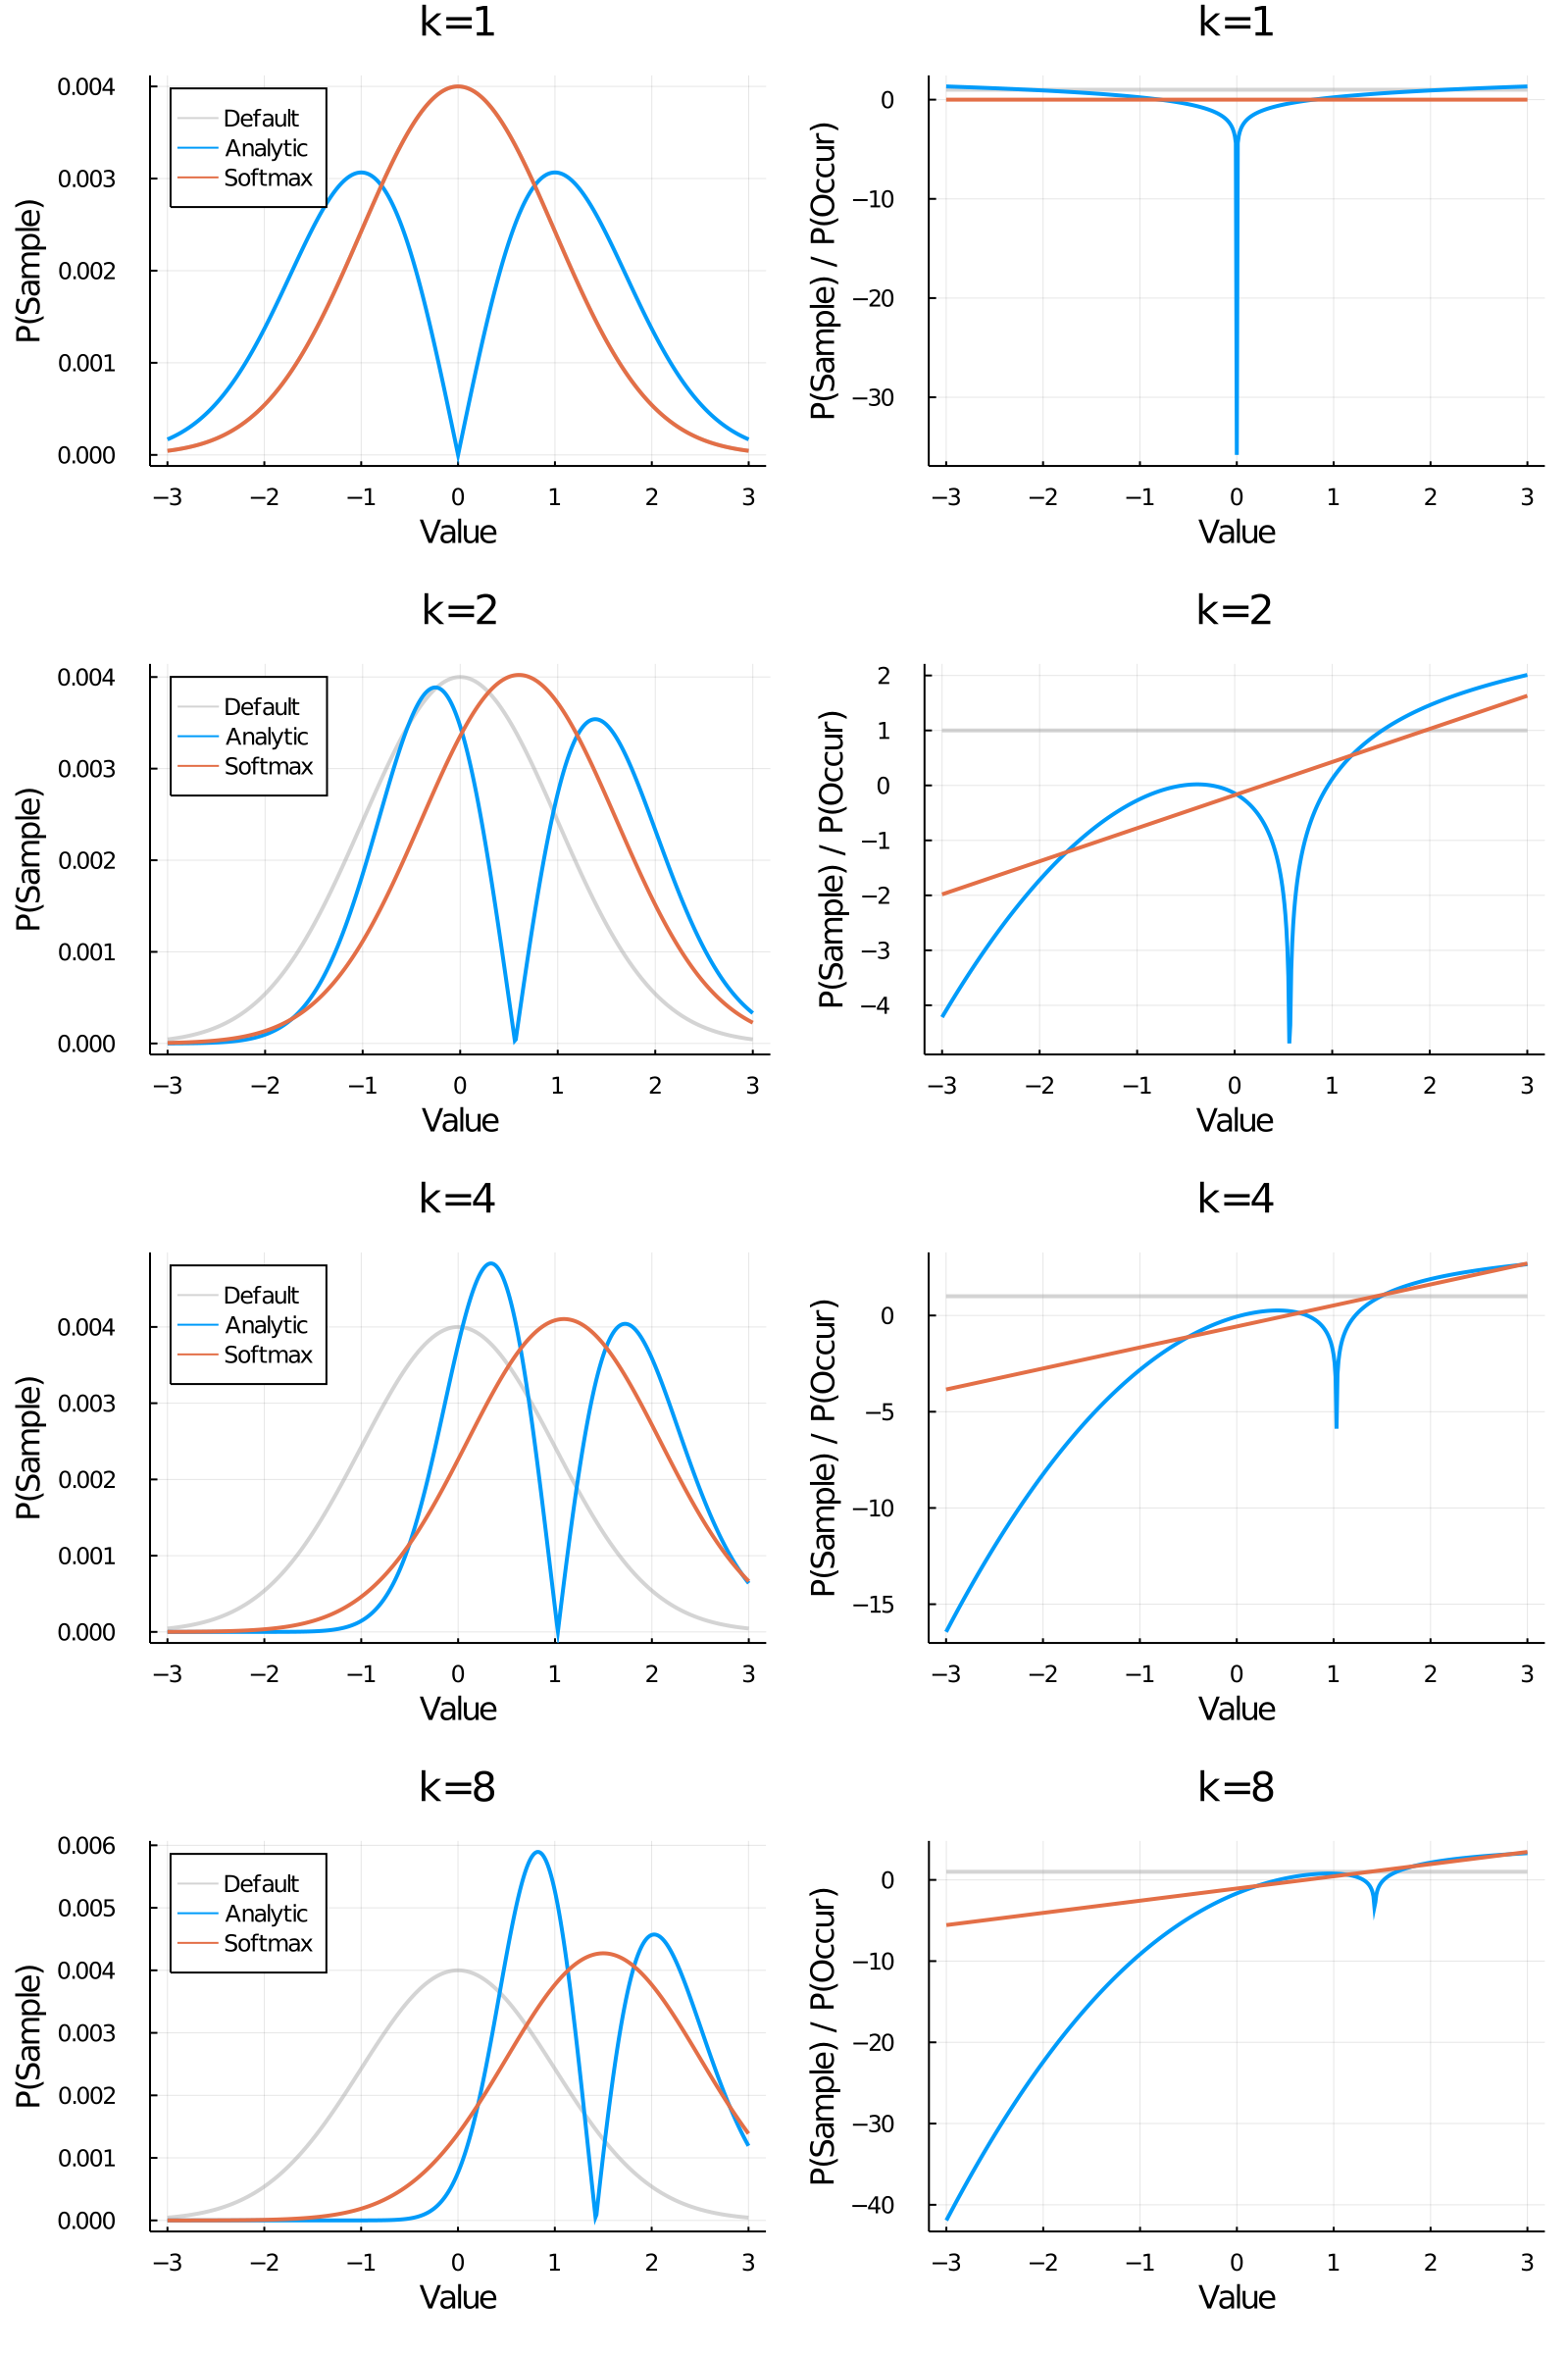 k=1
P(Sample)
0.004
0.003
0.002
0.001
0.000
Default
Analytic
Softmax
−3 −2 −1 0 1 2 3
Value
k=1
P(Sample) / P(Occur)
0
−10
−20
−30
−3 −2 −1 0 1 2 3
Value
k=2
P(Sample)
0.004
0.003
0.002
0.001
0.000
Default
Analytic
Softmax
−3 −2 −1 0 1 2 3
Value
k=2
P(Sample) / P(Occur)
2
1
0
−1
−2
−3
−4
−3 −2 −1 0 1 2 3
Value
k=4
P(Sample)
0.004
0.003
0.002
0.001
0.000
Default
Analytic
Softmax
−3 −2 −1 0 1 2 3
Value
k=4
P(Sample) / P(Occur)
0
−5
−10
−15
−3 −2 −1 0 1 2 3
Value
k=8
P(Sample)
0.006
0.005
0.004
0.003
0.002
0.001
0.000
Default
Analytic
Softmax
−3 −2 −1 0 1 2 3
Value
k=8
P(Sample) / P(Occur)
0
−10
−20
−30
−40
−3 −2 −1 0 1 2 3
Value